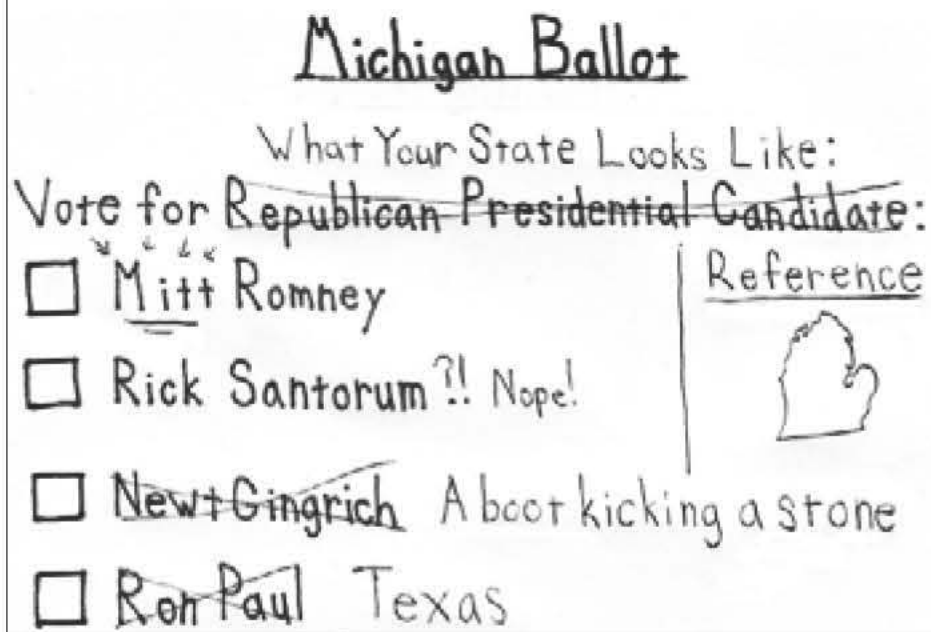 Michigan Ballot
What Your State Looks Like:
Vote for Republican Presidential Candidate:
Mitt Romney
Reference
Rick Santorum?! Nope!
Newt Gingrich A boot kicking a stone
Ron Paul Texas